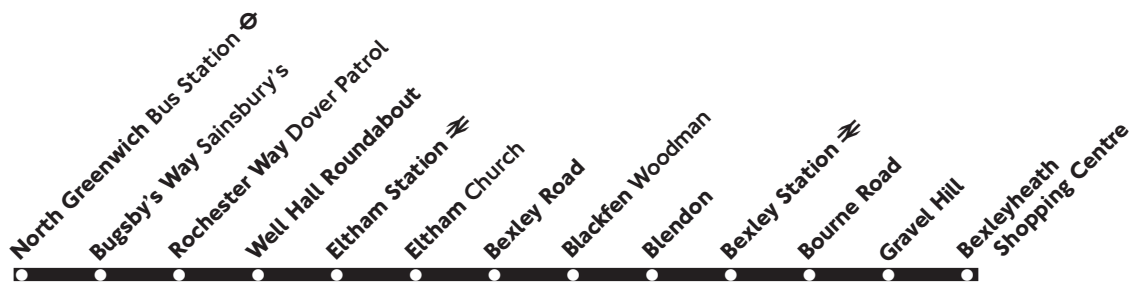 North Greenwich Bus Station
Bugsby's Way Sainsbury's
Rochester Way Dover Patrol
Well Hall Roundabout
Eltham Station
Eltham Church
Bexley Road
Blackfen Woodman
Blendon
Bexley Station
Bourne Road
Gravel Hill
Bexleyheath
Shopping Centre